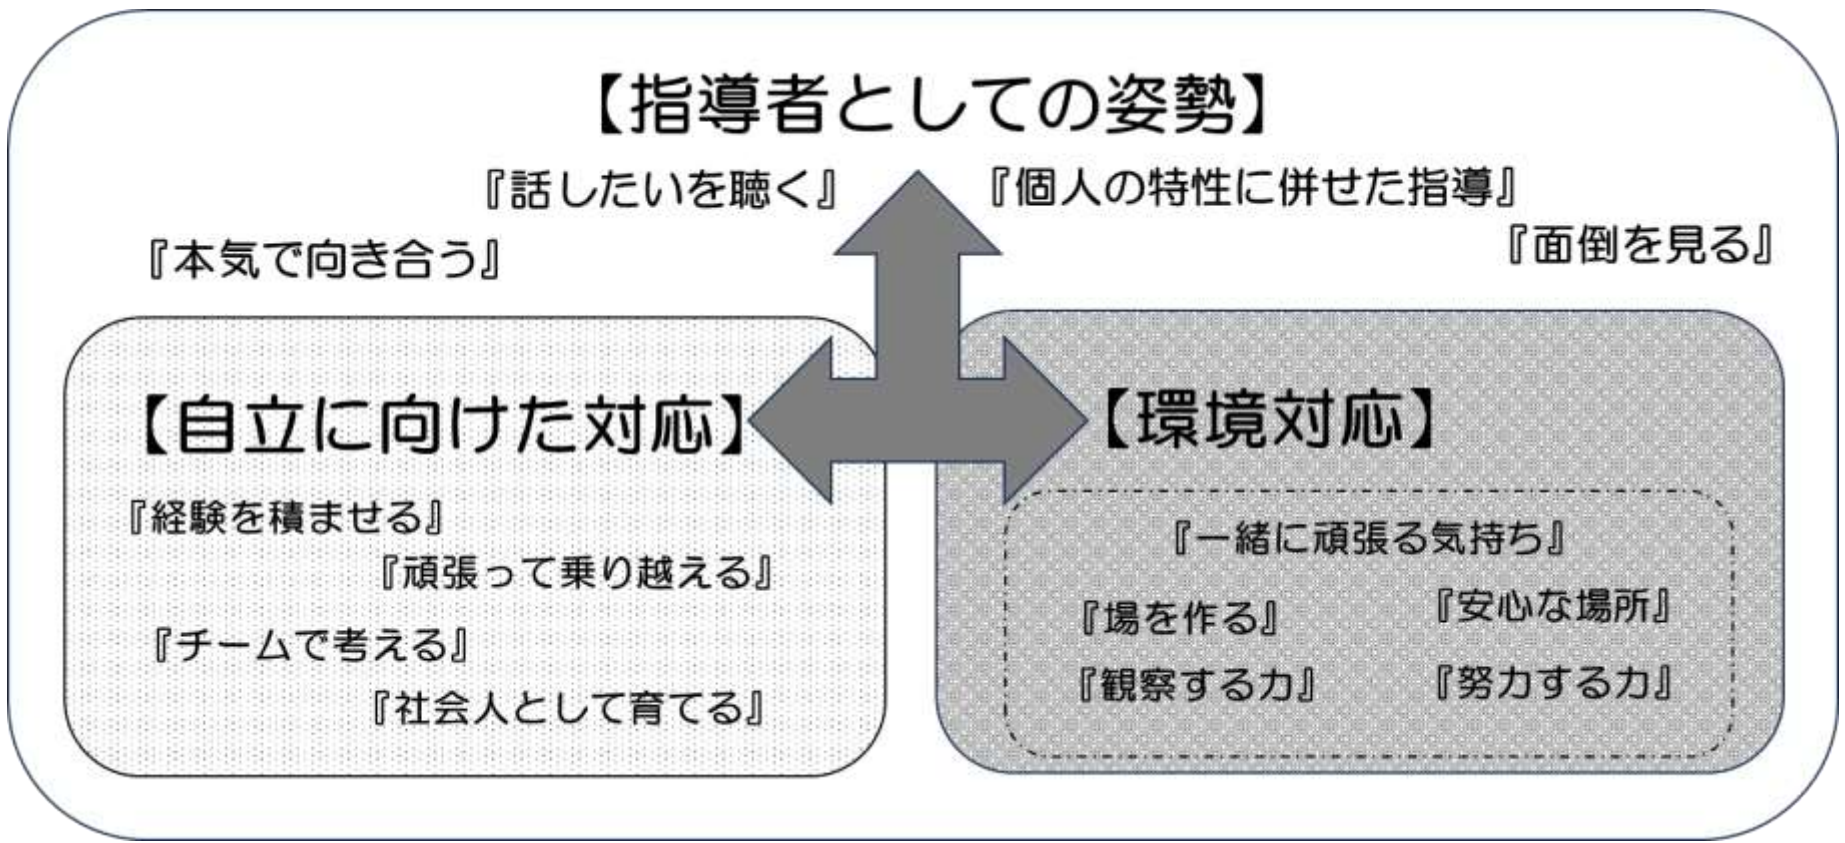 【指導者としての姿勢】
『話したいを聴く』
『個人の特性に併せた指導』
『本気で向き合う』
『面倒を見る』
【自立に向けた対応】
『経験を積ませる』
『頑張って乗り越える』
『チームで考える』
『社会人として育てる』
【環境対応】
『一緒に頑張る気持ち』
『場を作る』
『安心な場所』
『観察する力』
『努力する力』